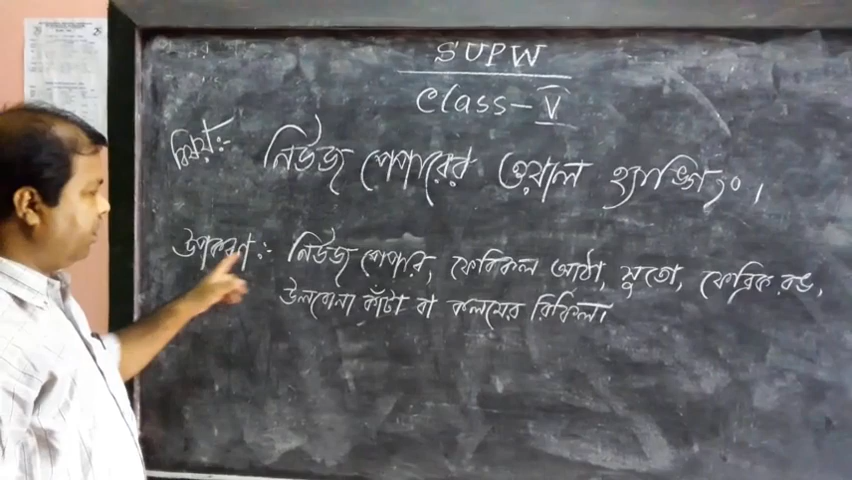 SUPW
Class - V
বিষয়:- নিউজ পেপারের ওয়াল হ্যাঙ্গিং।
উপকরণ:- নিউজ পেপার, ফেবিকল আঠা, সুতো, ফেব্রিক রঙ,
উলবোনা কাঁটা বা কলমের রিফিল।